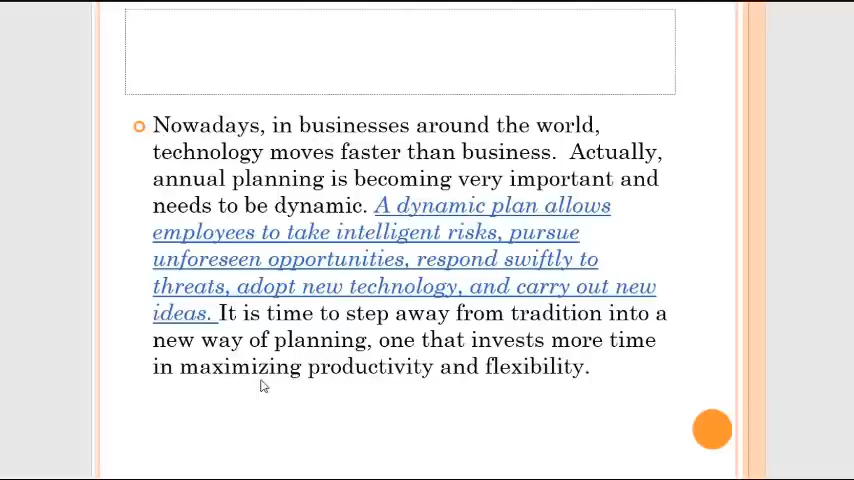 Nowadays, in businesses around the world,
technology moves faster than business.  Actually,
annual planning is becoming very important and
needs to be dynamic. A dynamic plan allows
employees to take intelligent risks, pursue
unforeseen opportunities, respond swiftly to
threats, adopt new technology, and carry out new
ideas. It is time to step away from tradition into a
new way of planning, one that invests more time
in maximizing productivity and flexibility.